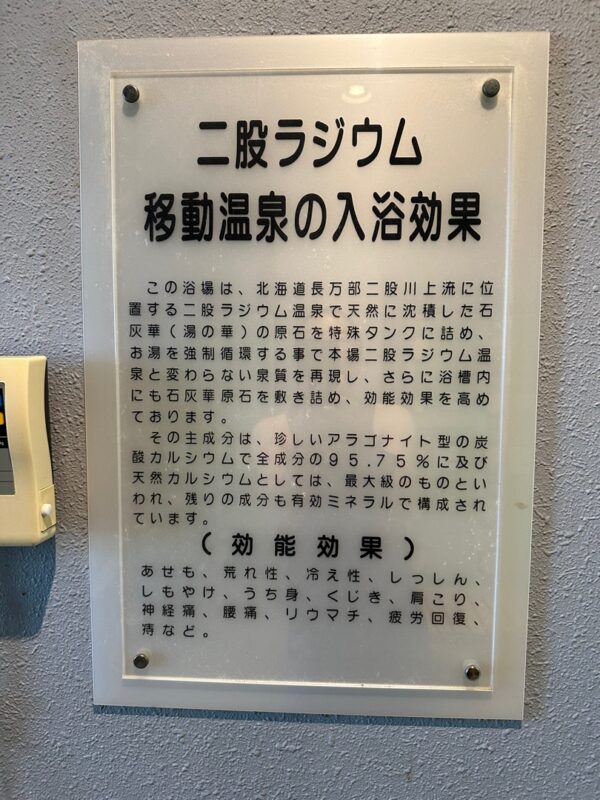 二股ラジウム
移動温泉の入浴効果
この浴場は、北海道長万部二股川上流に位
置する二股ラジウム温泉で天然に沈積した石
灰華(湯の華)の原石を特殊タンクに詰め、
お湯を強制循環する事で本場二股ラジウム温
泉と変わらない泉質を再現し、さらに浴槽内
にも石灰華原石を敷き詰め、効能効果を高め
ております。
その主成分は、珍しいアラゴナイト型の炭
酸カルシウムで全成分の95.75%に及び
天然カルシウムとしては、最大級のものとい
われ、残りの成分も有効ミネラルで構成され
ています。
(効能効果)
あせも、荒れ性、冷え性、しっしん、
しもやけ、うち身、くじき、肩こり、
神経痛、腰痛、リウマチ、疲労回復、
痔など。